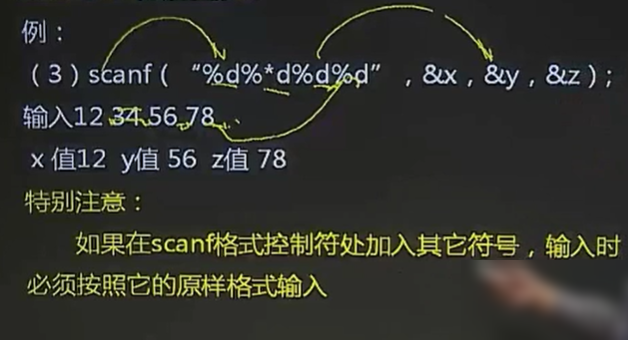 例：
（3）scanf（ “%d%*d%d%d” ，&x，&y，&z）；
输入12 34 56 78
x 值12 y值 56 z值 78
特别注意：
如果在scanf格式控制符处加入其它符号，输入时
必须按照它的原样格式输入